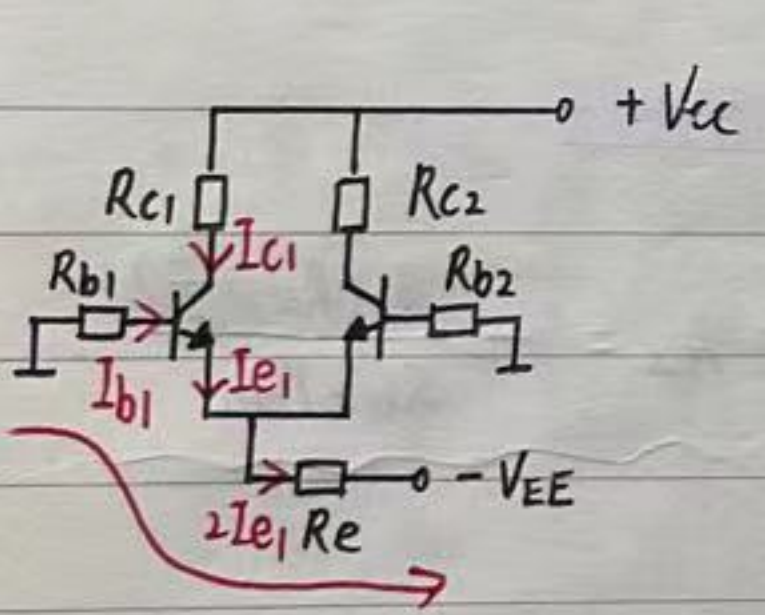 +Vcc
Rc1 Rc2
Ic1
Rb1 Rb2
Ib1 Ie1
-VEE
2Ie1 Re